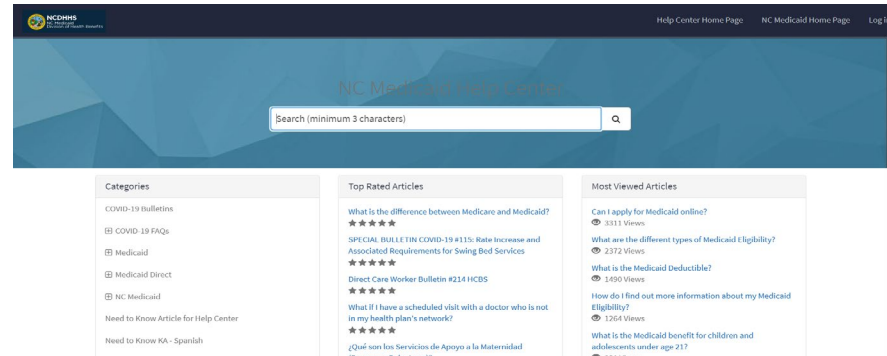 NCDHHS
NC Medicaid
Division of Health Benefits
Help Center Home Page
NC Medicaid Home Page
Log i
NC Medicaid Help Center
Search (minimum 3 characters)
Categories
COVID-19 Bulletins
COVID-19 FAQs
Medicaid
Medicaid Direct
NC Medicaid
Need to Know Article for Help Center
Need to Know KA - Spanish
Top Rated Articles
What is the difference between Medicare and Medicaid?
SPECIAL BULLETIN COVID-19 #115: Rate Increase and
Associated Requirements for Swing Bed Services
Direct Care Worker Bulletin #214 HCBS
What if I have a scheduled visit with a doctor who is not
in my health plan's network?
¿Qué son los Servicios de Apoyo a la Maternidad
Most Viewed Articles
Can I apply for Medicaid online?
3311 Views
What are the different types of Medicaid Eligibility?
2372 Views
What is the Medicaid Deductible?
1490 Views
How do I find out more information about my Medicaid
Eligibility?
1264 Views
What is the Medicaid benefit for children and
adolescents under age 21?